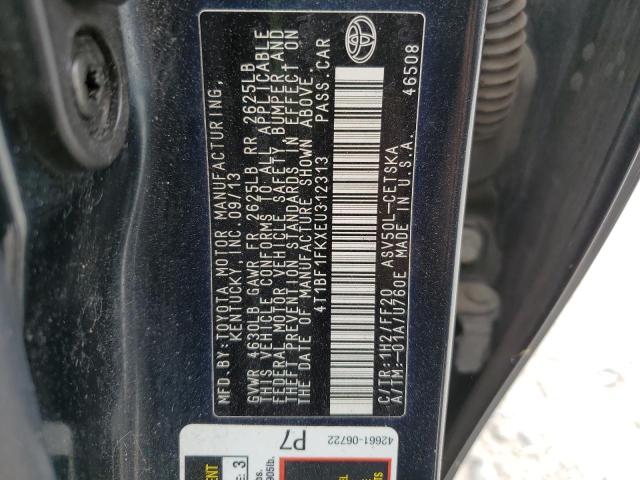 MFD.BY:TOYOTA MOTOR MANUFACTURING,
KENTUCKY, INC. 09/13
GVWR 4630LB GAWR FR 2625LB RR 2625LB
THIS VEHICLE CONFORMS TO ALL APPLICABLE
FEDERAL MOTOR VEHICLE SAFETY, BUMPER AND
THEFT PREVENTION STANDARDS IN EFFECT ON
THE DATE OF MANUFACTURE SHOWN ABOVE.
4T1BF1FKXEU312313 PASS.CAR
C/TR:1H2/FF20 ASV50L-CETSKA
A/TM:-01A/U760E MADE IN U.S.A. 46508
42661-06722
P7
3
905lb.